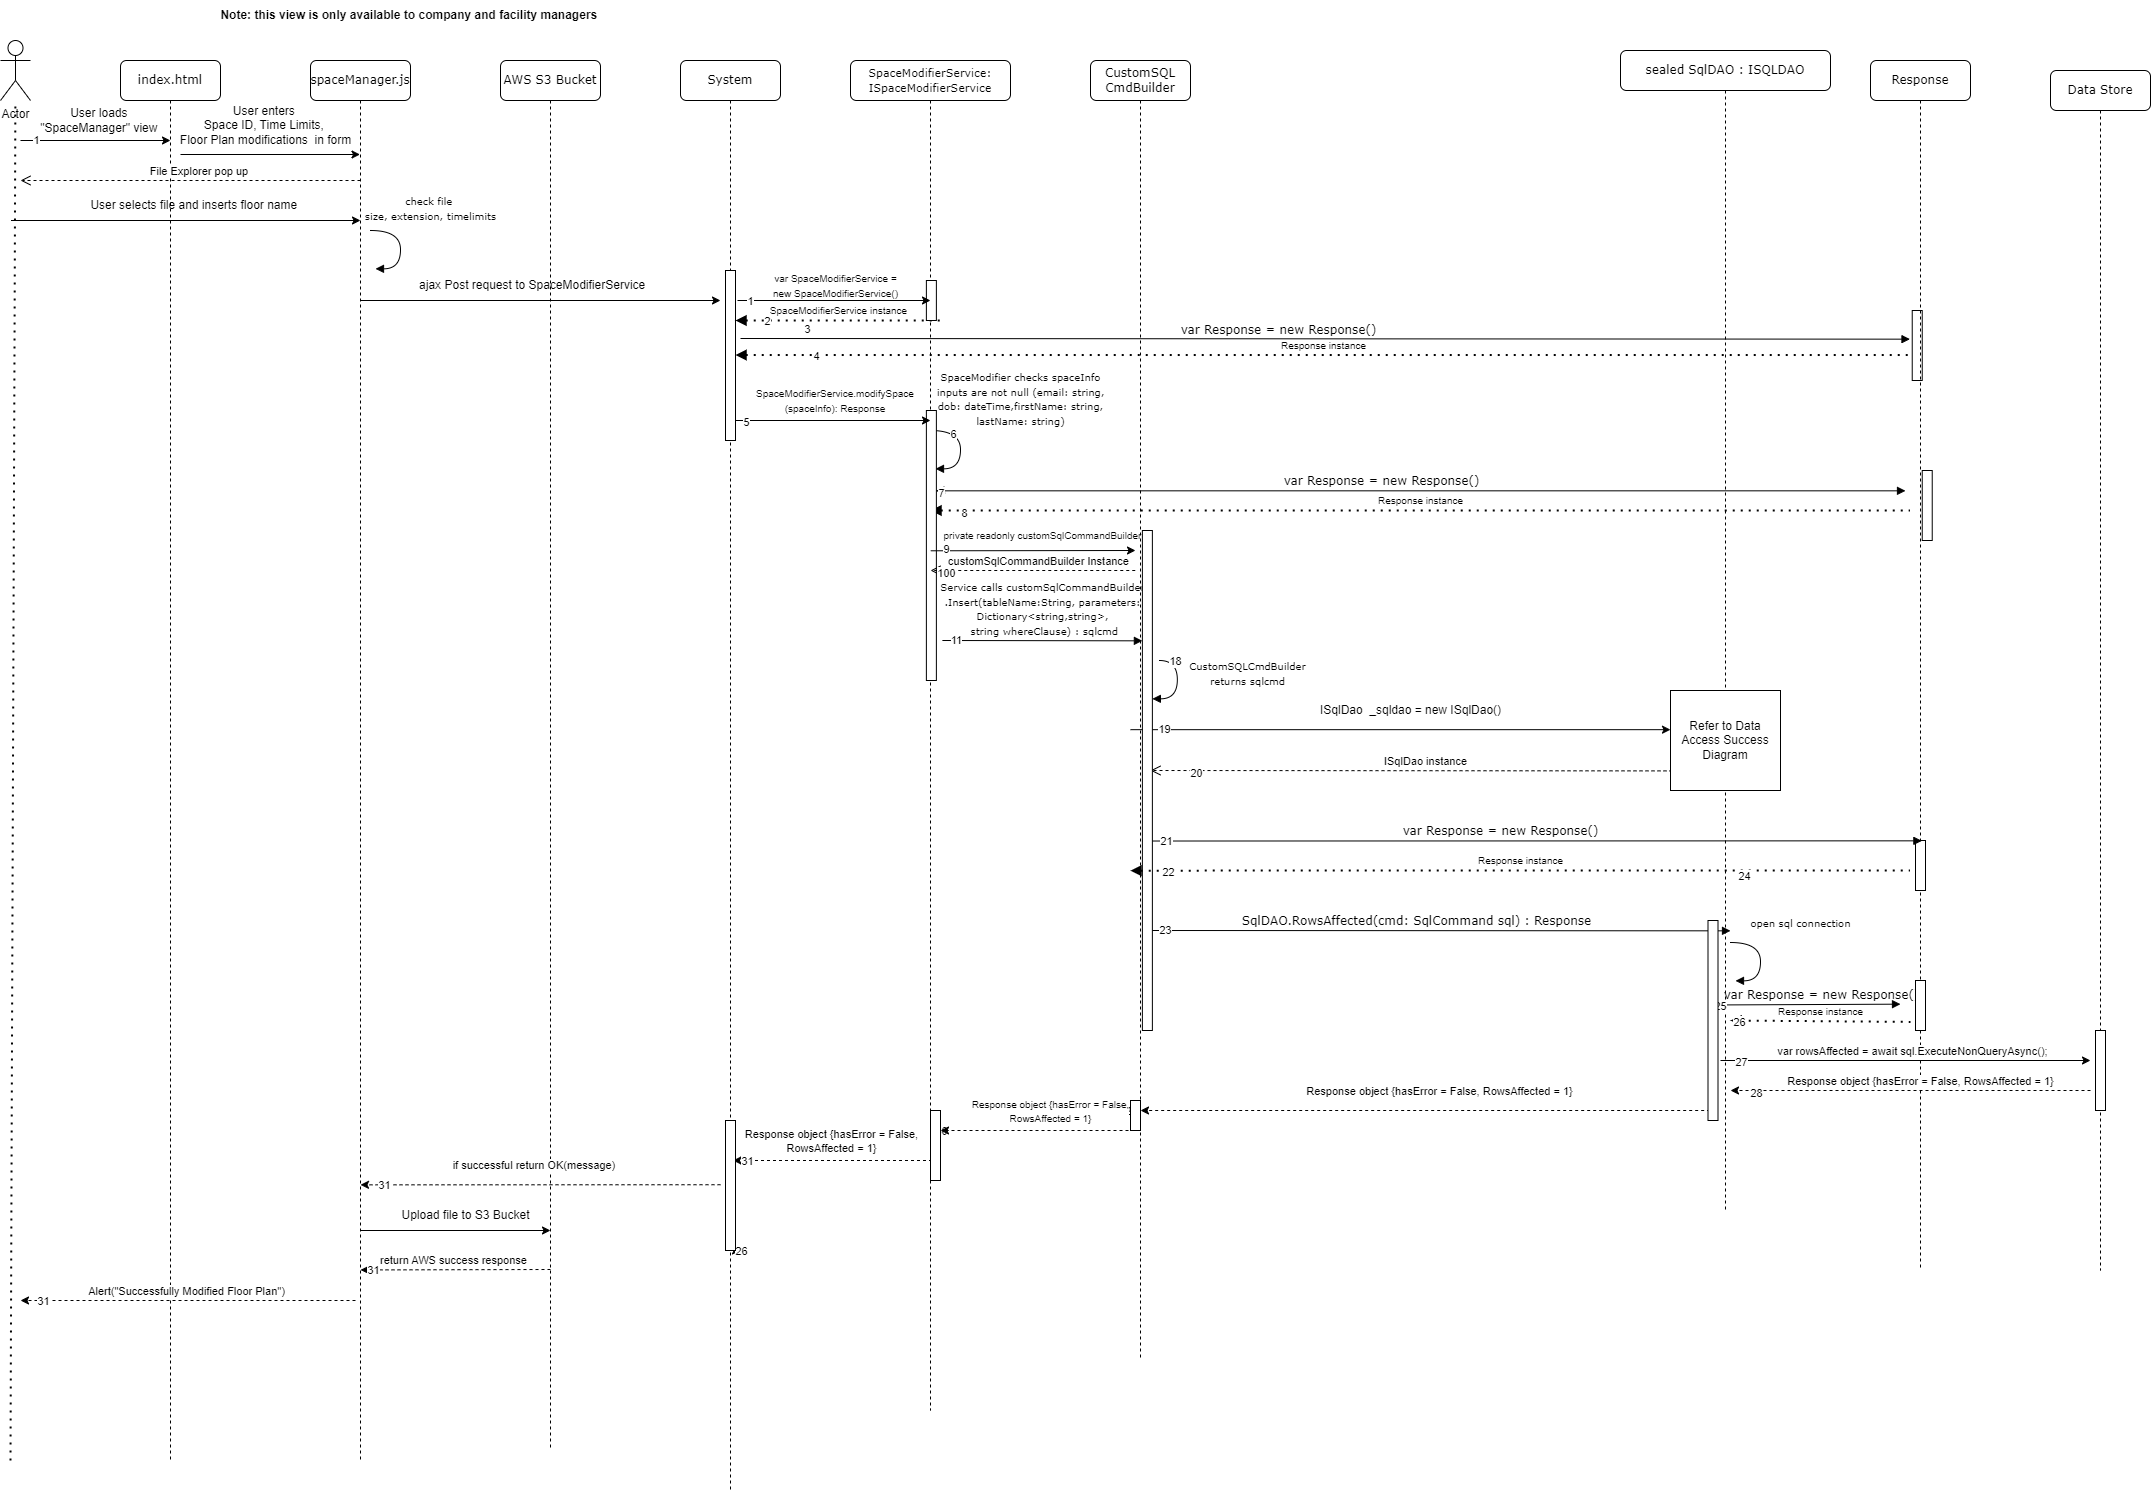 Note: this view is only available to company and facility managers
index.html
spaceManager.js
AWS S3 Bucket
System
SpaceModifierService:
ISpaceModifierService
CustomSQL
CmdBuilder
sealed SqlDAO : ISQLDAO
Response
Data Store
Actor
User loads
"SpaceManager" view
1
User enters
Space ID, Time Limits,
Floor Plan modifications  in form
File Explorer pop up
User selects file and inserts floor name
check file
size, extension, timelimits
ajax Post request to SpaceModifierService
var SpaceModifierService =
new SpaceModifierService()
1
SpaceModifierService instance
2
3
var Response = new Response()
Response instance
4
SpaceModifierService.modifySpace
(spaceInfo): Response
5
SpaceModifier checks spaceInfo
inputs are not null (email: string,
dob: dateTime,firstName: string,
lastName: string)
6
var Response = new Response()
7
Response instance
8
private readonly customSqlCommandBuilder
9
customSqlCommandBuilder Instance
100
Service calls customSqlCommandBuilde
.Insert(tableName:String, parameters:
Dictionary<string,string>,
string whereClause) : sqlcmd
11
18
CustomSQLCmdBuilder
returns sqlcmd
ISqlDao  _sqldao = new ISqlDao()
19
Refer to Data
Access Success
Diagram
ISqlDao instance
20
var Response = new Response()
21
Response instance
22
24
SqlDAO.RowsAffected(cmd: SqlCommand sql) : Response
23
open sql connection
var Response = new Response(
25
Response instance
26
var rowsAffected = await sql.ExecuteNonQueryAsync();
27
Response object {hasError = False, RowsAffected = 1}
28
Response object {hasError = False, RowsAffected = 1}
Response object {hasError = False,
RowsAffected = 1}
Response object {hasError = False,
RowsAffected = 1}
31
if successful return OK(message)
31
Upload file to S3 Bucket
26
return AWS success response
31
Alert("Successfully Modified Floor Plan")
31